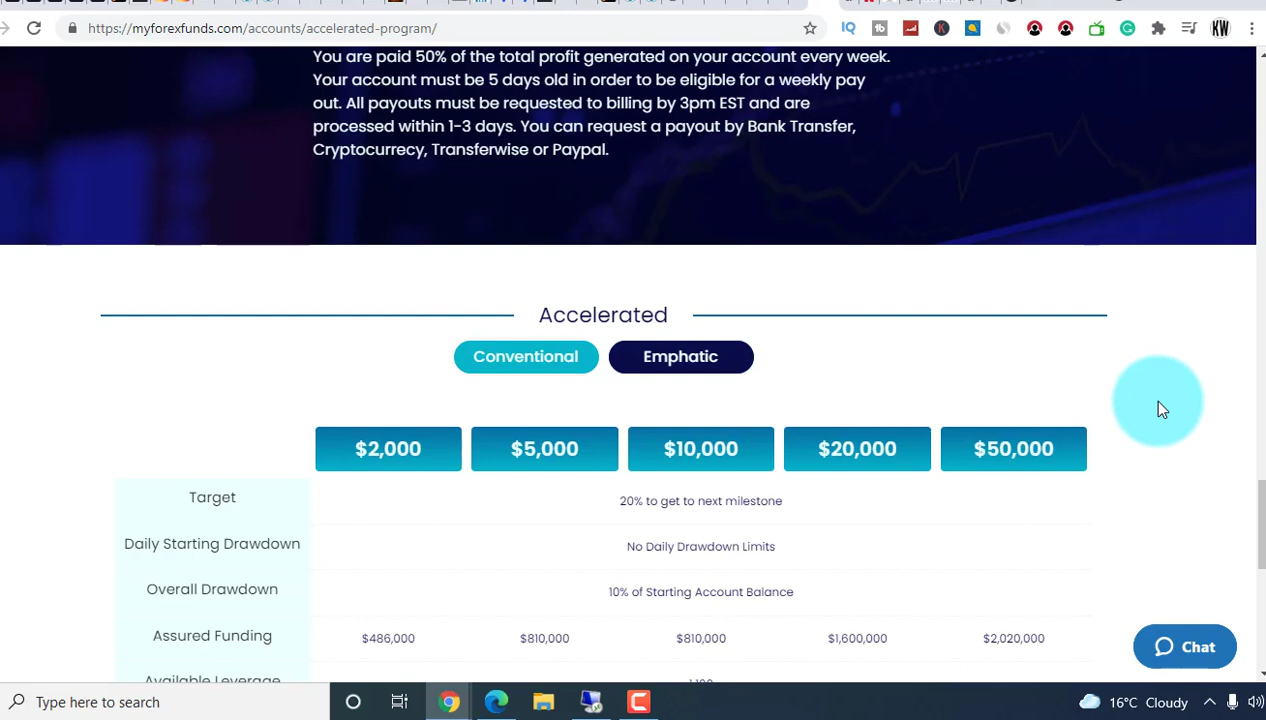 https://myforexfunds.com/accounts/accelerated-program/
You are paid 50% of the total profit generated on your account every week.
Your account must be 5 days old in order to be eligible for a weekly pay
out. All payouts must be requested to billing by 3pm EST and are
processed within 1-3 days. You can request a payout by Bank Transfer,
Cryptocurrency, Transferwise or Paypal.
Accelerated
Conventional Emphatic
$2,000 $5,000 $10,000 $20,000 $50,000
Target 20% to get to next milestone
Daily Starting Drawdown No Daily Drawdown Limits
Overall Drawdown 10% of Starting Account Balance
Assured Funding $486,000 $810,000 $810,000 $1,600,000 $2,020,000
Available Leverage 1:100
Chat
Type here to search 16°C Cloudy